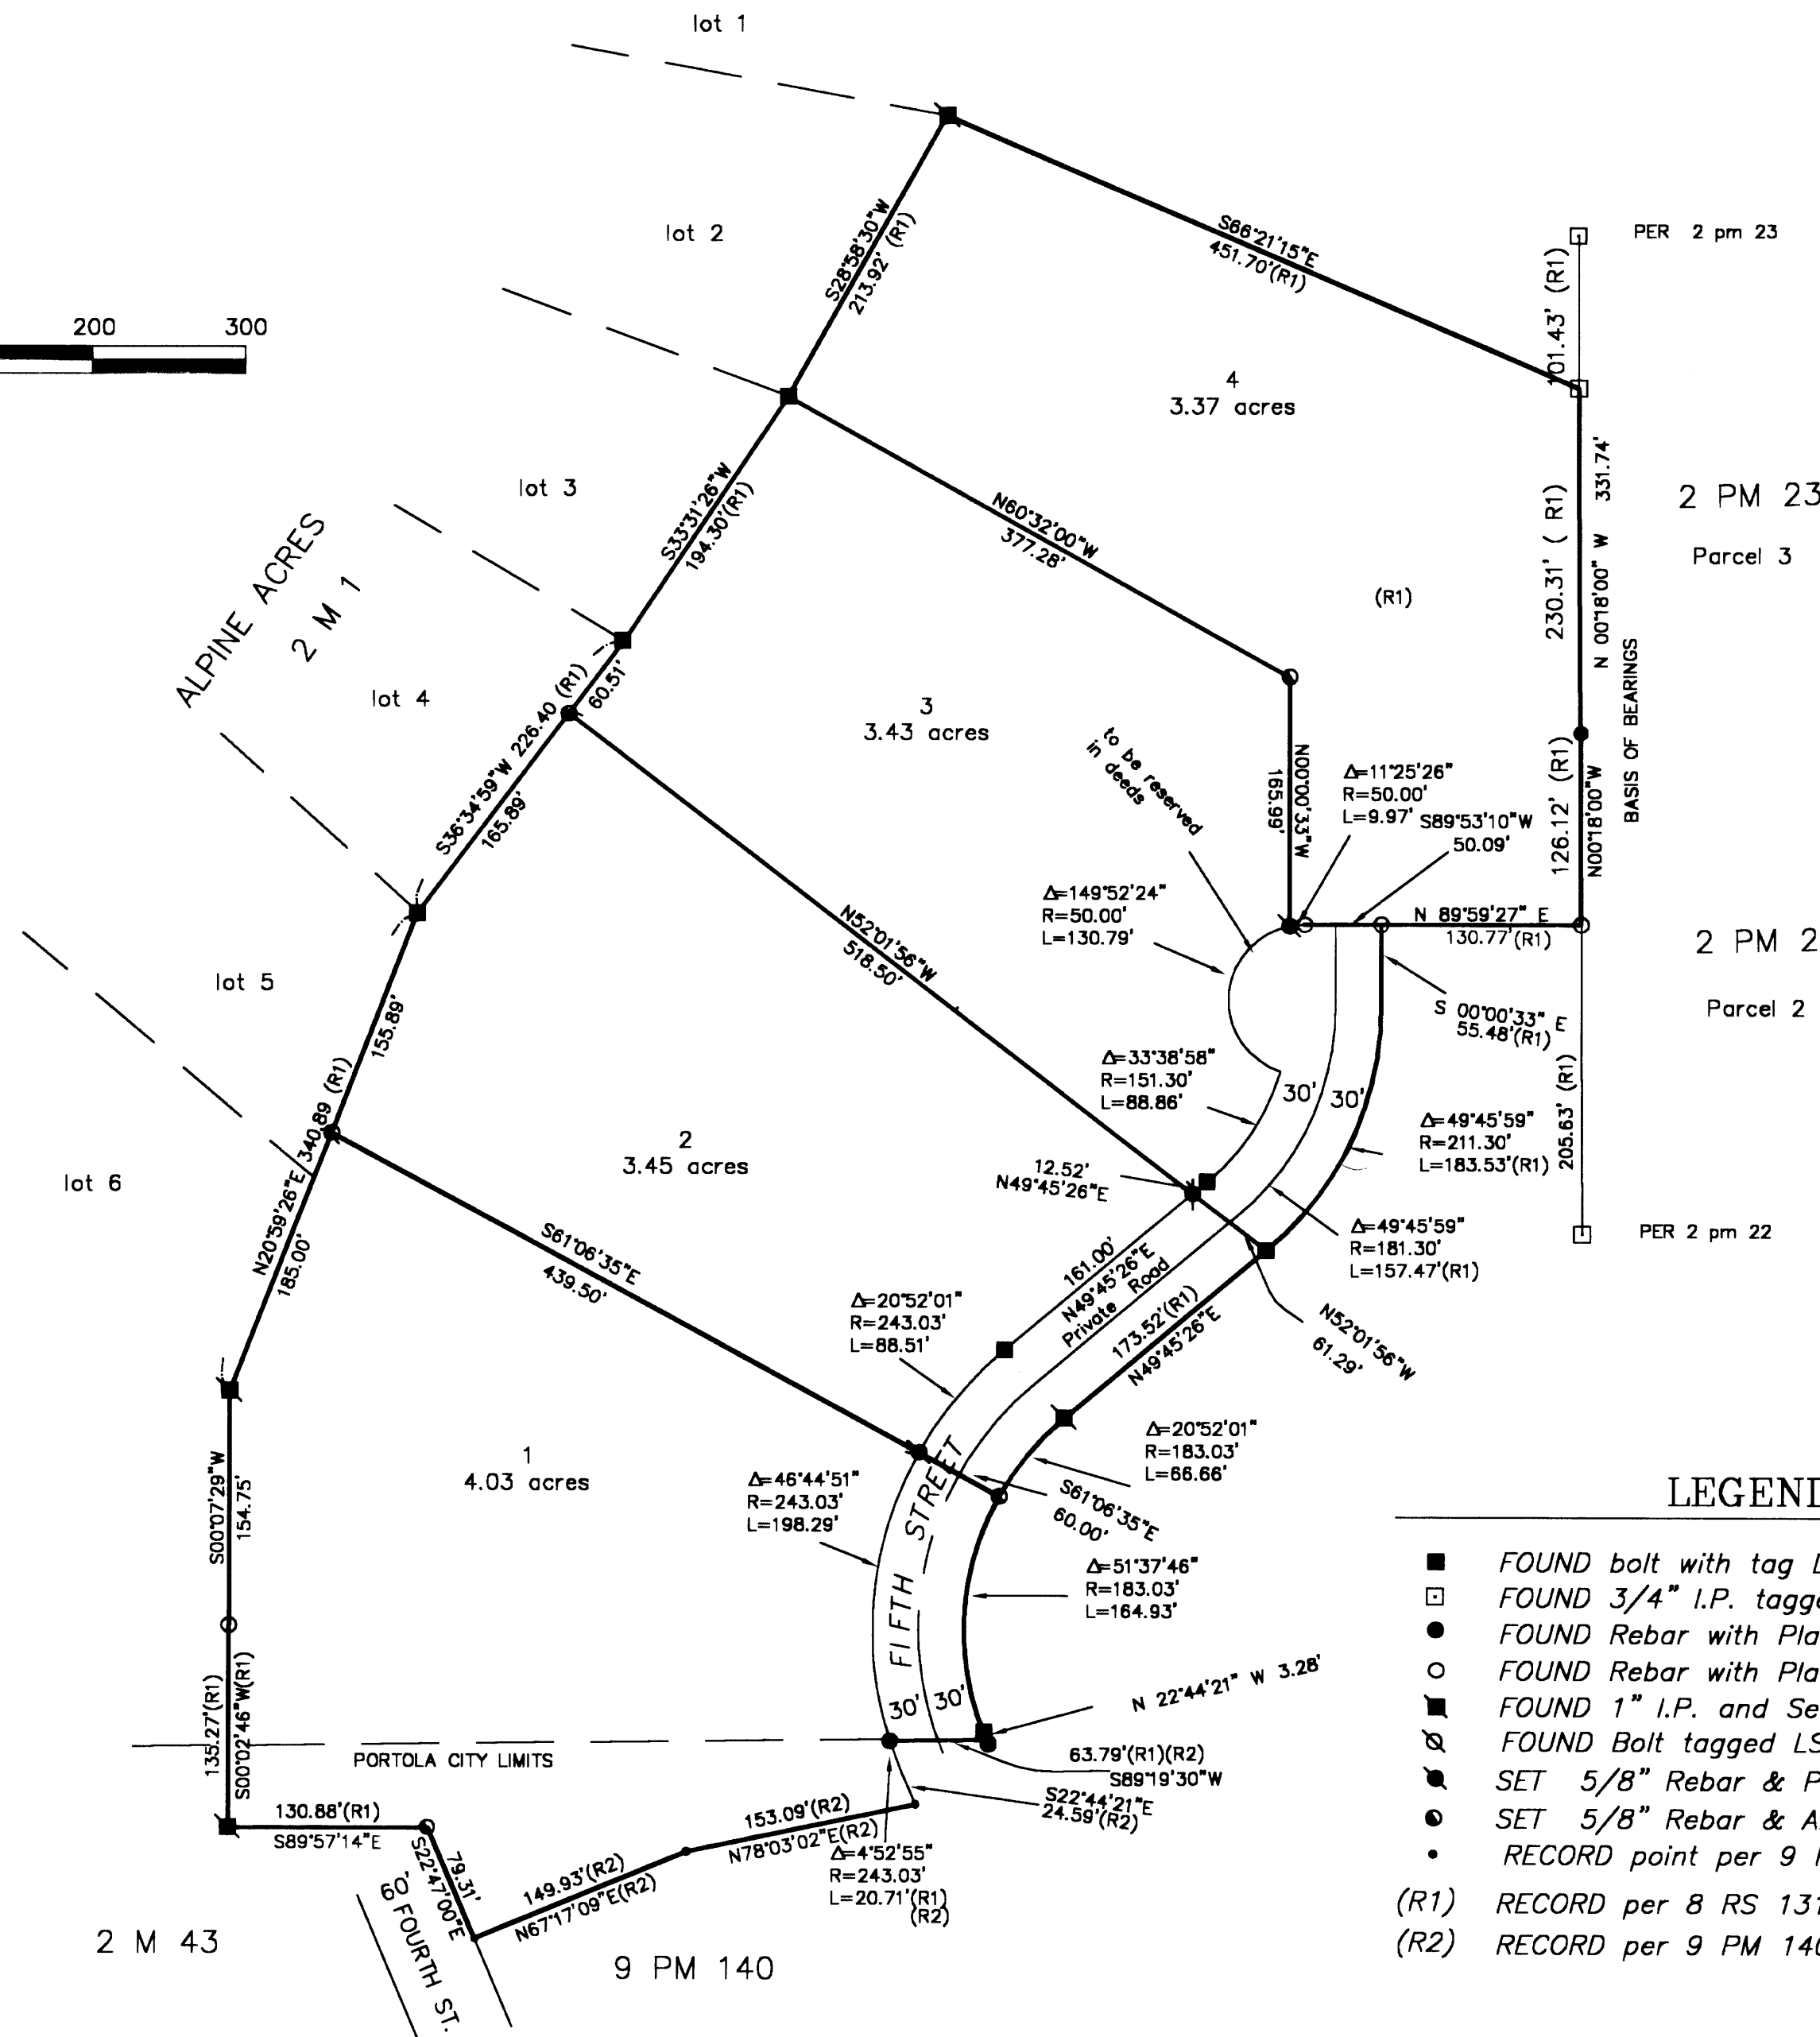 lot 1
lot 2
S28°58'30"W
213.92' (R1)
S66°21'15"E
451.70'(R1)
PER 2 pm 23
101.43' (R1)
200 300
4
3.37 acres
lot 3
S33°31'26"W
194.30'(R1)
N60°32'00"W
377.28'
(R1)
230.31' ( R1)
N 00°18'00" W 331.74'
2 PM 23
Parcel 3
ALPINE ACRES
2 M 1
lot 4
S36°34'59"W 226.40 (R1)
60.51'
165.89'
3
3.43 acres
to be reserved
in deeds
N00°00'33"W
165.99'
Δ=11°25'26"
R=50.00'
L=9.97'
S89°53'10"W
50.09'
126.12' (R1)
N00°18'00"W
BASIS OF BEARINGS
Δ=149°52'24"
R=50.00'
L=130.79'
N 89°59'27" E
130.77'(R1)
2 PM 2
Parcel 2
N52°01'56"W
518.50'
lot 5
155.89'
S 00°00'33" E
55.48'(R1)
Δ=33°38'58"
R=151.30'
L=88.86'
30' 30'
Δ=49°45'59"
R=211.30'
L=183.53'(R1)
205.63' (R1)
2
3.45 acres
lot 6
N20°59'26"E 340.89 (R1)
185.00'
12.52'
N49°45'26"E
Δ=49°45'59"
R=181.30'
L=157.47'(R1)
PER 2 pm 22
S61°06'35"E
439.50'
161.00'
N49°45'26"E
Private Road
173.52'(R1)
N49°45'26"E
N52°01'56"W
61.29'
Δ=20°52'01"
R=243.03'
L=88.51'
Δ=20°52'01"
R=183.03'
L=66.66'
1
4.03 acres
S00°07'29"W
154.75'
Δ=46°44'51"
R=243.03'
L=198.29'
S61°06'35"E
60.00'
FIFTH STREET
Δ=51°37'46"
R=183.03'
L=164.93'
30' 30'
N 22°44'21" W 3.28'
135.27'(R1)
S00°02'46"W(R1)
PORTOLA CITY LIMITS
63.79'(R1)(R2)
S89°19'30"W
S22°44'21"E
24.59'(R2)
130.88'(R1)
S89°57'14"E
79.31'
S22°47'00"E
153.09'(R2)
N78°03'02"E(R2)
149.93'(R2)
N67°17'09"E(R2)
Δ=4°52'55"
R=243.03'
L=20.71'(R1)
(R2)
60' FOURTH ST.
2 M 43
9 PM 140
LEGEND
FOUND bolt with tag
FOUND 3/4" I.P.
FOUND Rebar with
FOUND Rebar with
FOUND 1" I.P. and
FOUND Bolt tagged
SET 5/8" Rebar &
SET 5/8" Rebar &
RECORD point per 9
(R1) RECORD per 8 RS 131
(R2) RECORD per 9 PM 140